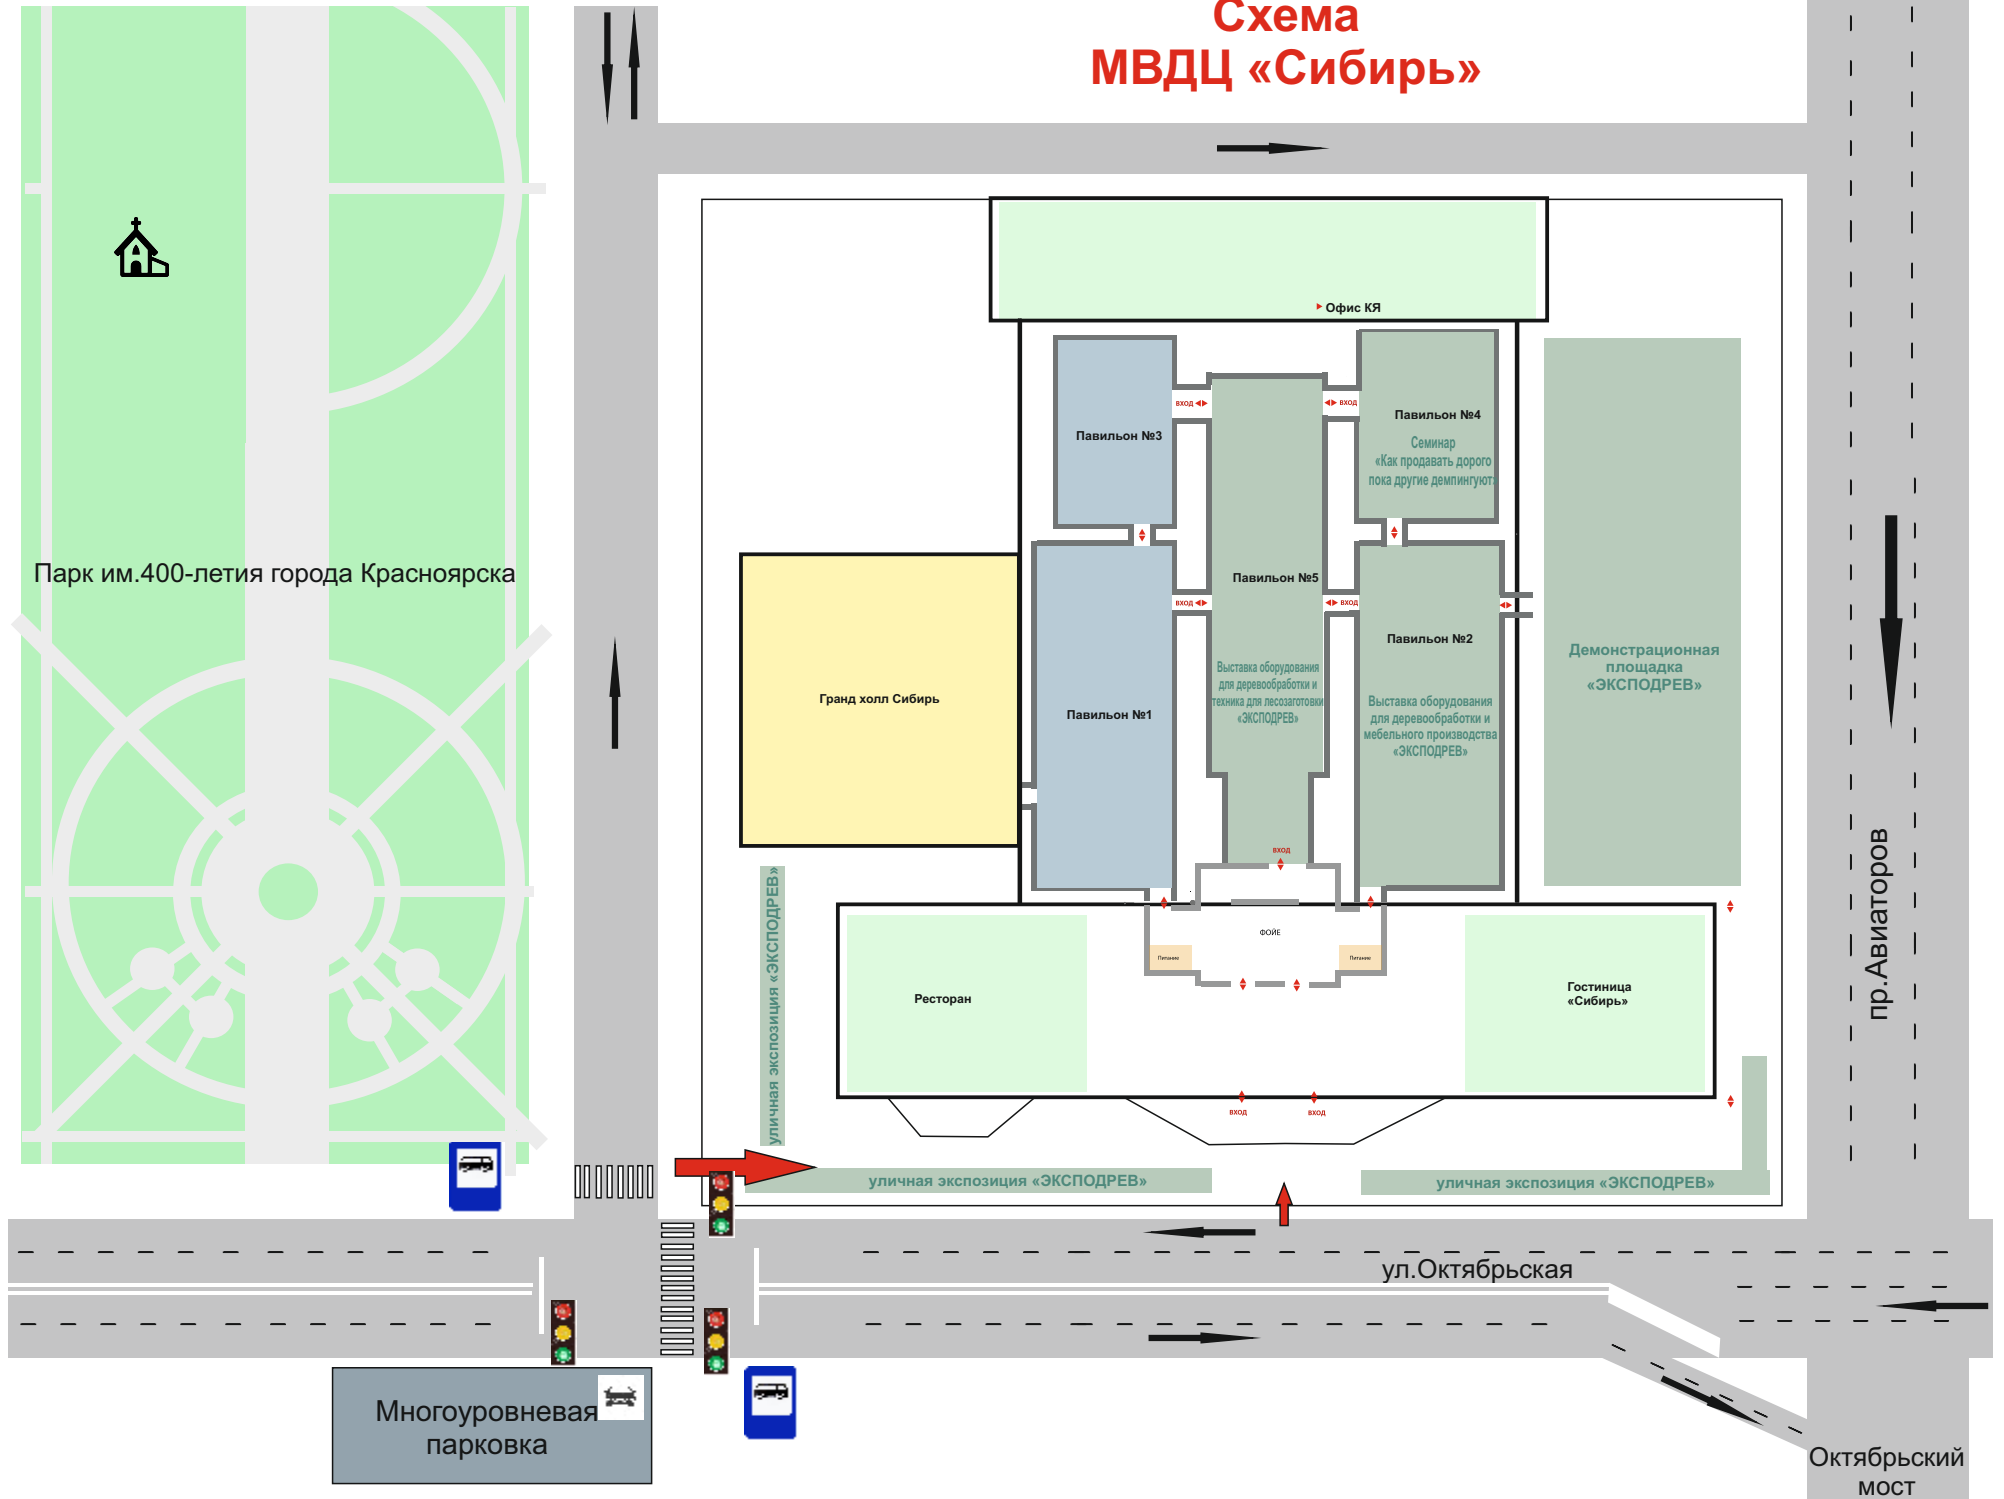 Схема
МВДЦ «Сибирь»
Офис КЯ
Павильон №3
вход
вход
Павильон №4
Семинар
«Как продавать дорого
пока другие демпингуют»
Парк им.400-летия города Красноярска
Гранд холл Сибирь
Павильон №1
вход
вход
Павильон №5
Выставка оборудования
для деревообработки и
техника для лесозаготовки
«ЭКСПОДРЕВ»
Павильон №2
Выставка оборудования
для деревообработки и
мебельного производства
«ЭКСПОДРЕВ»
Демонстрационная
площадка
«ЭКСПОДРЕВ»
пр.Авиаторов
вход
уличная экспозиция «ЭКСПОДРЕВ»
ФОЙЕ
Питание
Питание
Ресторан
Гостиница
«Сибирь»
вход
вход
уличная экспозиция «ЭКСПОДРЕВ»
уличная экспозиция «ЭКСПОДРЕВ»
ул.Октябрьская
Многоуровневая
парковка
Октябрьский
мост